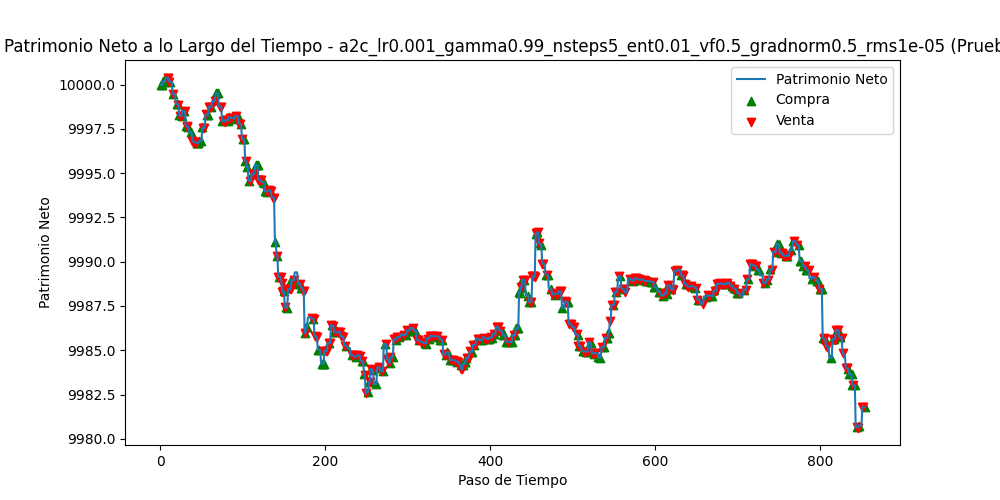 Patrimonio Neto a lo Largo del Tiempo - a2c_lr0.001_gamma0.99_nsteps5_ent0.01_vf0.5_gradnorm0.5_rms1e-05 (Prueb
Patrimonio Neto
Compra
Venta
10000.0
9997.5
9995.0
9992.5
9990.0
9987.5
9985.0
9982.5
9980.0
Patrimonio Neto
0 200 400 600 800
Paso de Tiempo